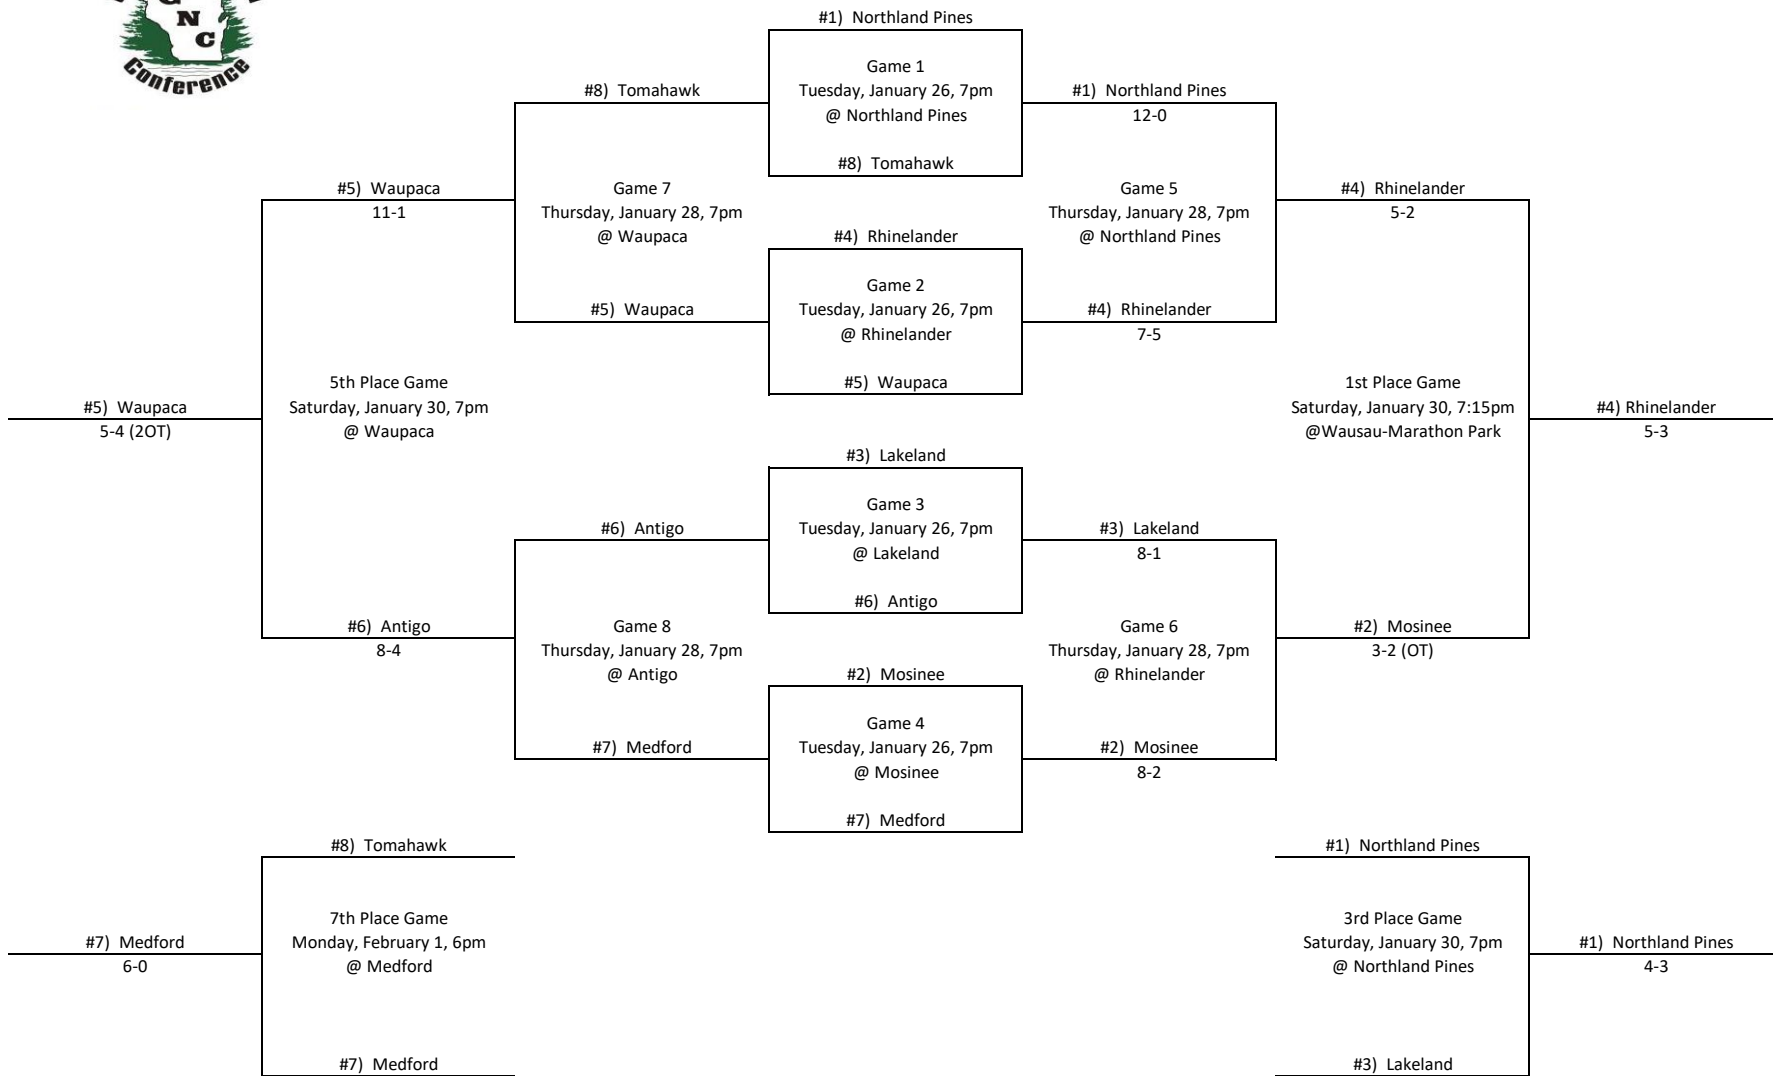 G
N
C
Conference
#1) Northland Pines
Game 1
Tuesday, January 26, 7pm
@ Northland Pines
#8) Tomahawk
#8) Tomahawk
#1) Northland Pines
12-0
#5) Waupaca
11-1
Game 7
Thursday, January 28, 7pm
@ Waupaca
Game 5
Thursday, January 28, 7pm
@ Northland Pines
#4) Rhinelander
5-2
#4) Rhinelander
Game 2
Tuesday, January 26, 7pm
@ Rhinelander
#5) Waupaca
#5) Waupaca
#4) Rhinelander
7-5
#5) Waupaca
5-4 (2OT)
5th Place Game
Saturday, January 30, 7pm
@ Waupaca
1st Place Game
Saturday, January 30, 7:15pm
@Wausau-Marathon Park
#4) Rhinelander
5-3
#3) Lakeland
Game 3
Tuesday, January 26, 7pm
@ Lakeland
#6) Antigo
#6) Antigo
#3) Lakeland
8-1
#6) Antigo
8-4
Game 8
Thursday, January 28, 7pm
@ Antigo
Game 6
Thursday, January 28, 7pm
@ Rhinelander
#2) Mosinee
3-2 (OT)
#2) Mosinee
Game 4
Tuesday, January 26, 7pm
@ Mosinee
#7) Medford
#7) Medford
#2) Mosinee
8-2
#8) Tomahawk
7th Place Game
Monday, February 1, 6pm
@ Medford
#7) Medford
#7) Medford
6-0
#1) Northland Pines
3rd Place Game
Saturday, January 30, 7pm
@ Northland Pines
#3) Lakeland
#1) Northland Pines
4-3